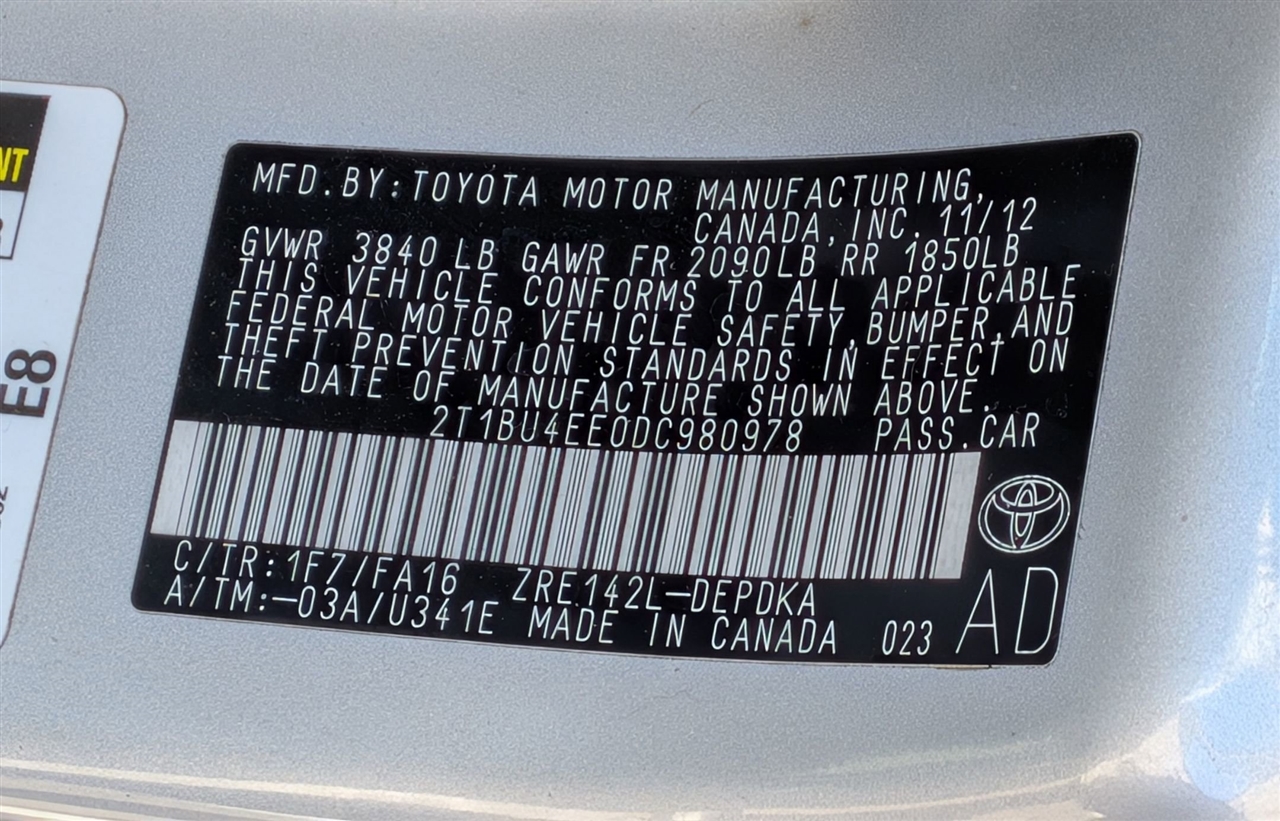 NT
E8
MFD.BY:TOYOTA MOTOR MANUFACTURING,
CANADA, INC. 11/12
GVWR 3840 LB GAWR FR 2090LB RR 1850LB
THIS VEHICLE CONFORMS TO ALL APPLICABLE
FEDERAL MOTOR VEHICLE SAFETY,BUMPER,AND
THEFT PREVENTION STANDARDS IN EFFECT ON
THE DATE OF MANUFACTURE SHOWN ABOVE.
2T1BU4EE0DC980978 PASS.CAR
C/TR:1F7/FA16 ZRE142L-DEPDKA
A/TM:-03A/U341E MADE IN CANADA 023 AD